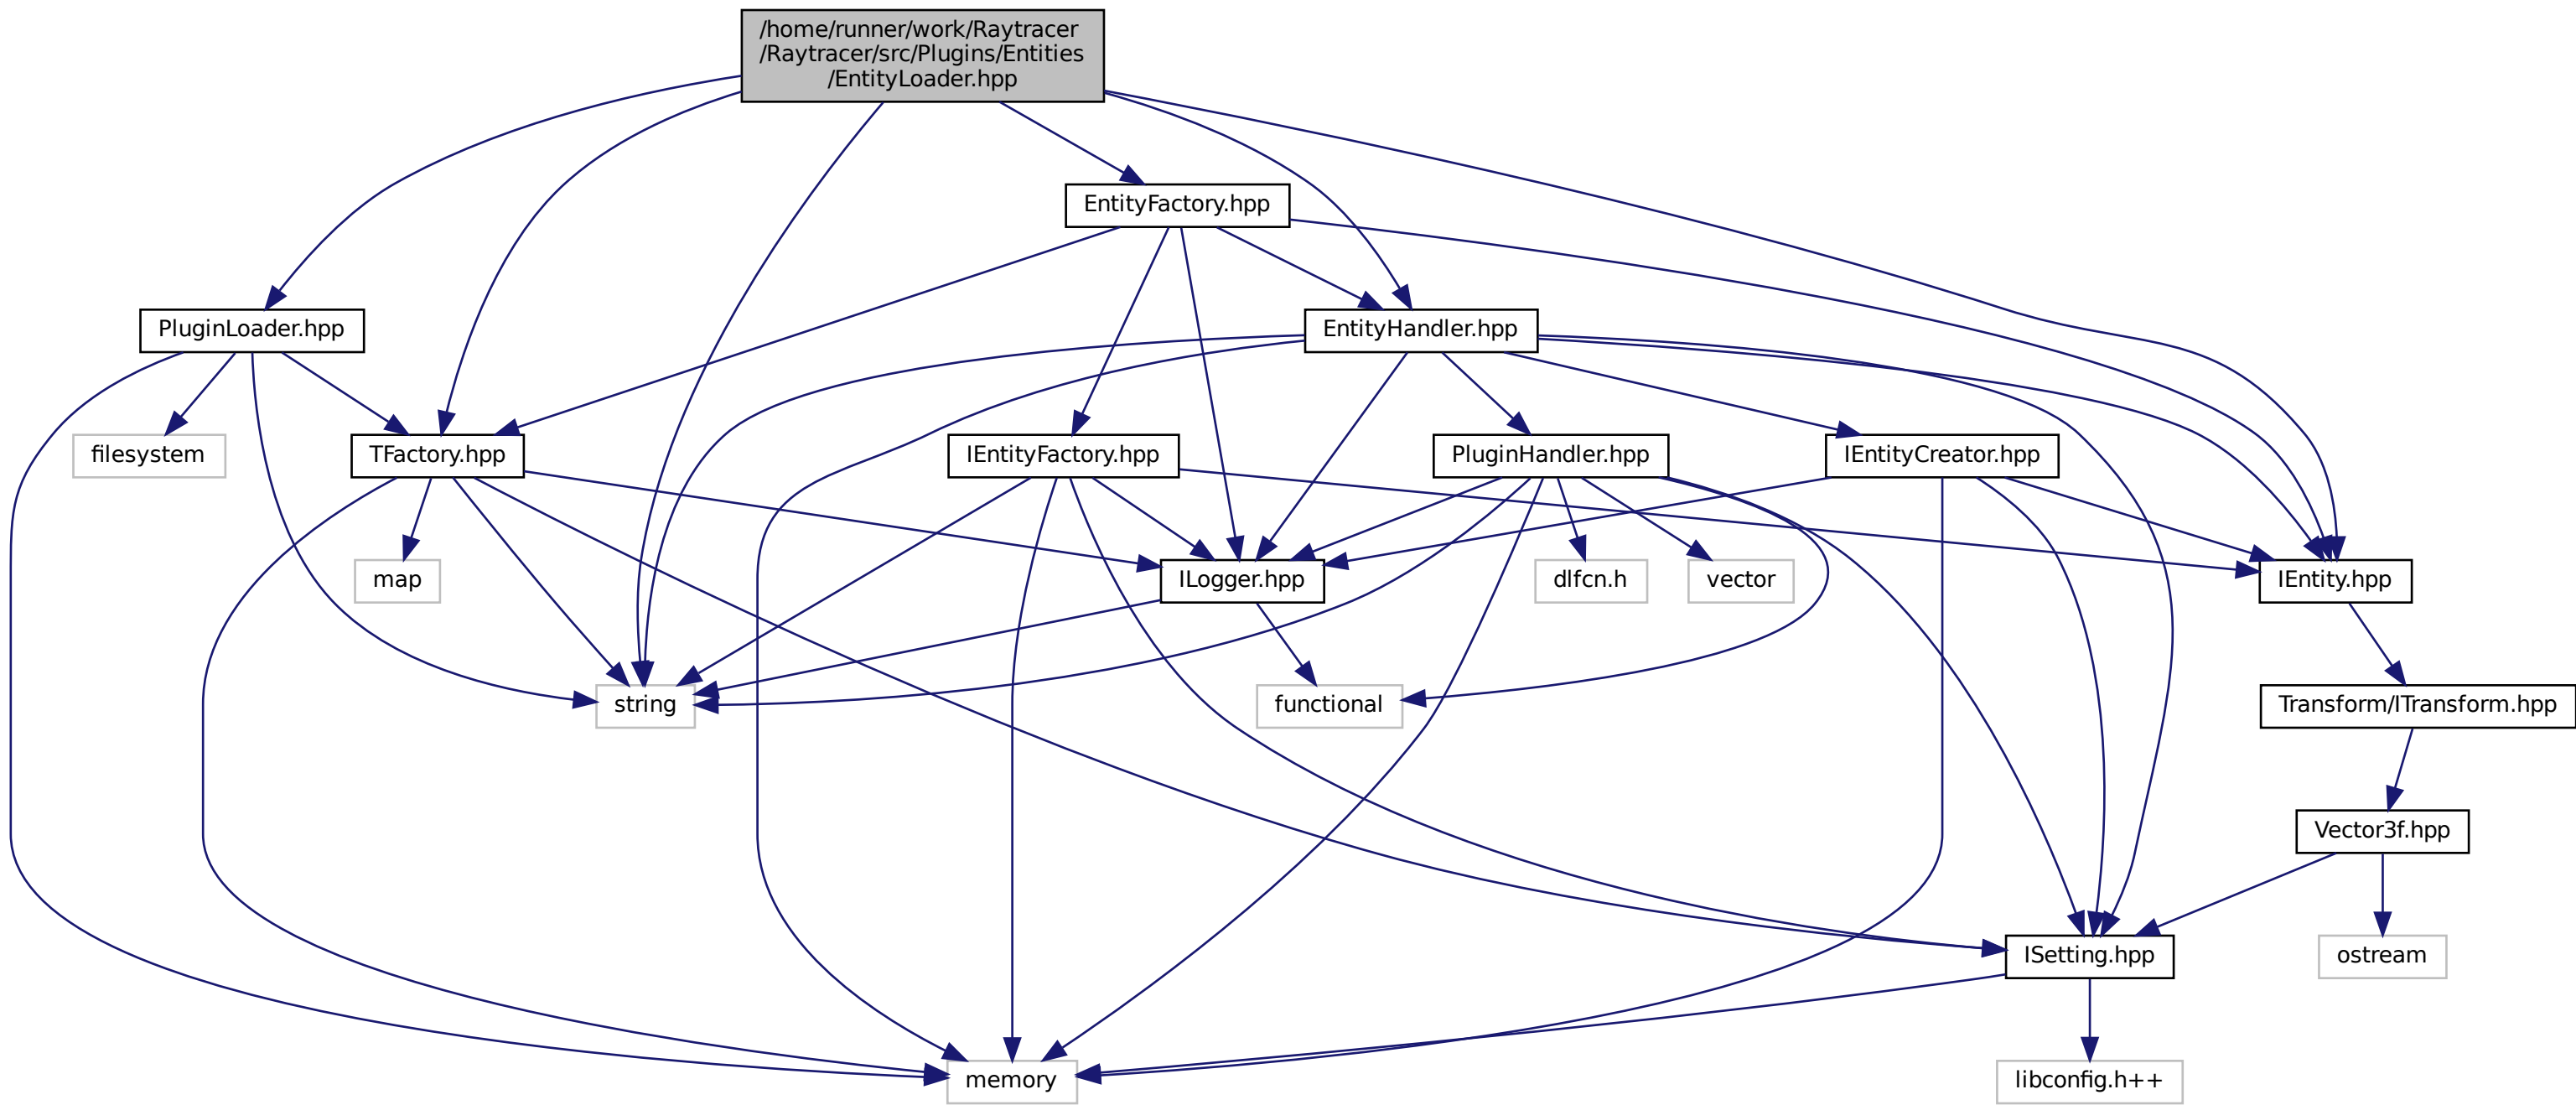 /home/runner/work/Raytracer
/Raytracer/src/Plugins/Entities
/EntityLoader.hpp
EntityFactory.hpp
PluginLoader.hpp
EntityHandler.hpp
filesystem
TFactory.hpp
IEntityFactory.hpp
PluginHandler.hpp
IEntityCreator.hpp
map
ILogger.hpp
dlfcn.h
vector
IEntity.hpp
string
functional
Transform/ITransform.hpp
Vector3f.hpp
ISetting.hpp
ostream
memory
libconfig.h++